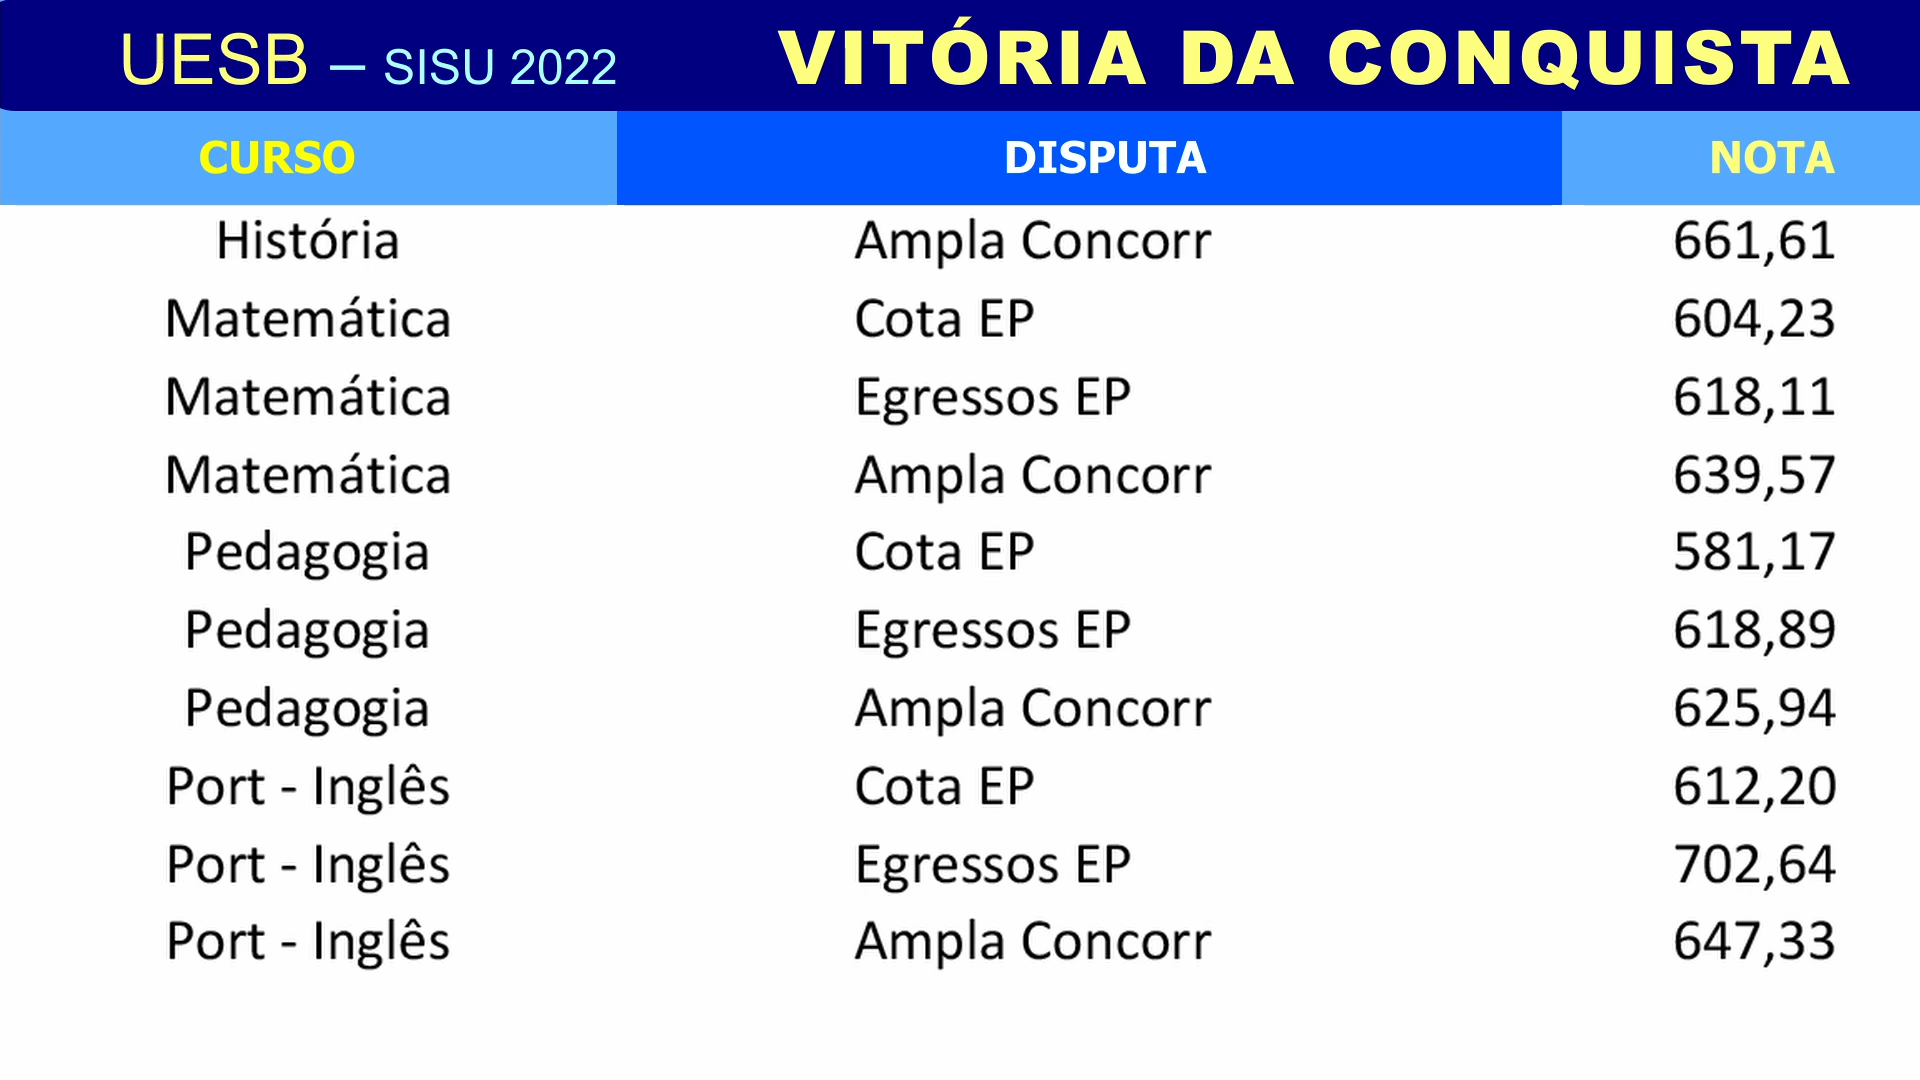 UESB – SISU 2022 VITÓRIA DA CONQUISTA
CURSO DISPUTA NOTA
História Ampla Concorr 661,61
Matemática Cota EP 604,23
Matemática Egressos EP 618,11
Matemática Ampla Concorr 639,57
Pedagogia Cota EP 581,17
Pedagogia Egressos EP 618,89
Pedagogia Ampla Concorr 625,94
Port - Inglês Cota EP 612,20
Port - Inglês Egressos EP 702,64
Port - Inglês Ampla Concorr 647,33